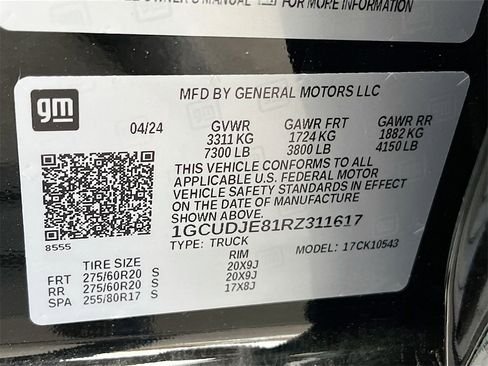 OWNER'S MANUAL
FOR MORE INFORMATION
gm
MFD BY GENERAL MOTORS LLC
04/24 GVWR GAWR FRT GAWR RR
3311 KG 1724 KG 1882 KG
7300 LB 3800 LB 4150 LB
THIS VEHICLE CONFORMS TO ALL
APPLICABLE U.S. FEDERAL MOTOR
VEHICLE SAFETY STANDARDS IN EFFECT
ON THE DATE OF MANUFACTURE
SHOWN ABOVE.
8555
1GCUDJE81RZ311617
TYPE: TRUCK MODEL: 17CK10543
TIRE SIZE RIM
FRT 275/60R20 S 20X9J
RR 275/60R20 S 20X9J
SPA 255/80R17 S 17X8J